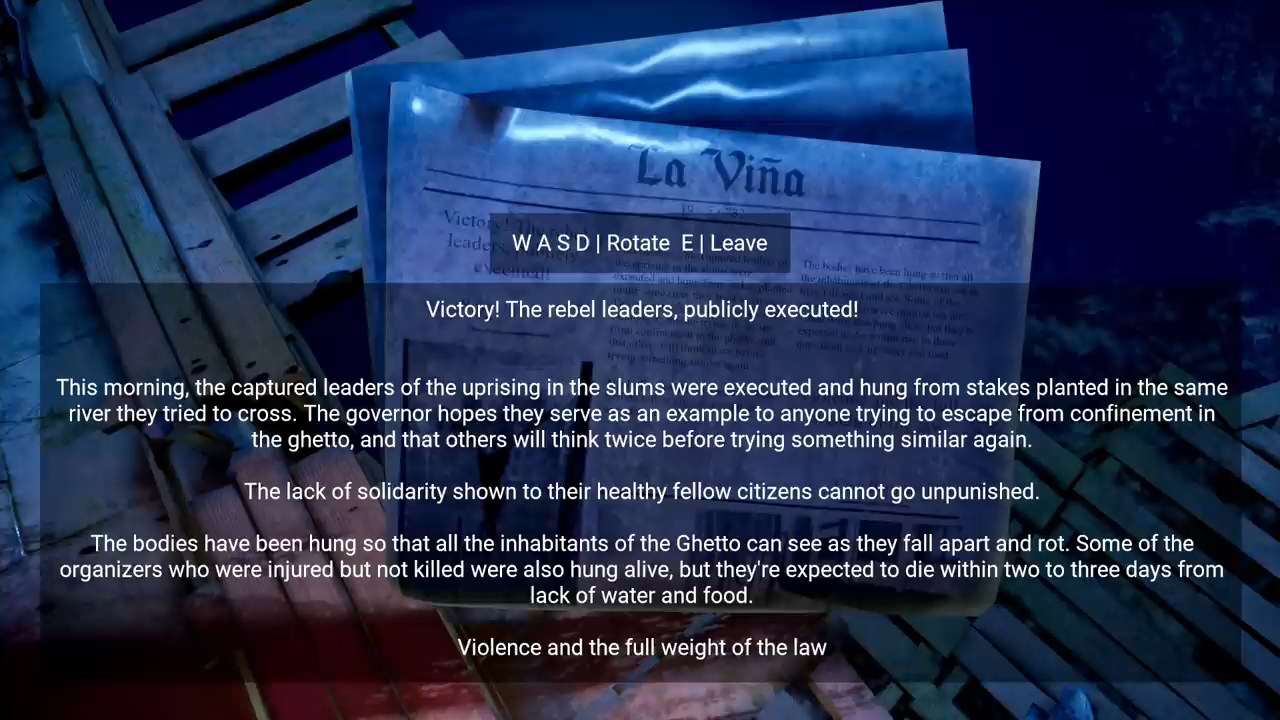 La Viña
W A S D | Rotate E | Leave
Victory! The rebel leaders, publicly executed!
This morning, the captured leaders of the uprising in the slums were executed and hung from stakes planted in the same
river they tried to cross. The governor hopes they serve as an example to anyone trying to escape from confinement in
the ghetto, and that others will think twice before trying something similar again.
The lack of solidarity shown to their healthy fellow citizens cannot go unpunished.
The bodies have been hung so that all the inhabitants of the Ghetto can see as they fall apart and rot. Some of the
organizers who were injured but not killed were also hung alive, but they're expected to die within two to three days from
lack of water and food.
Violence and the full weight of the law